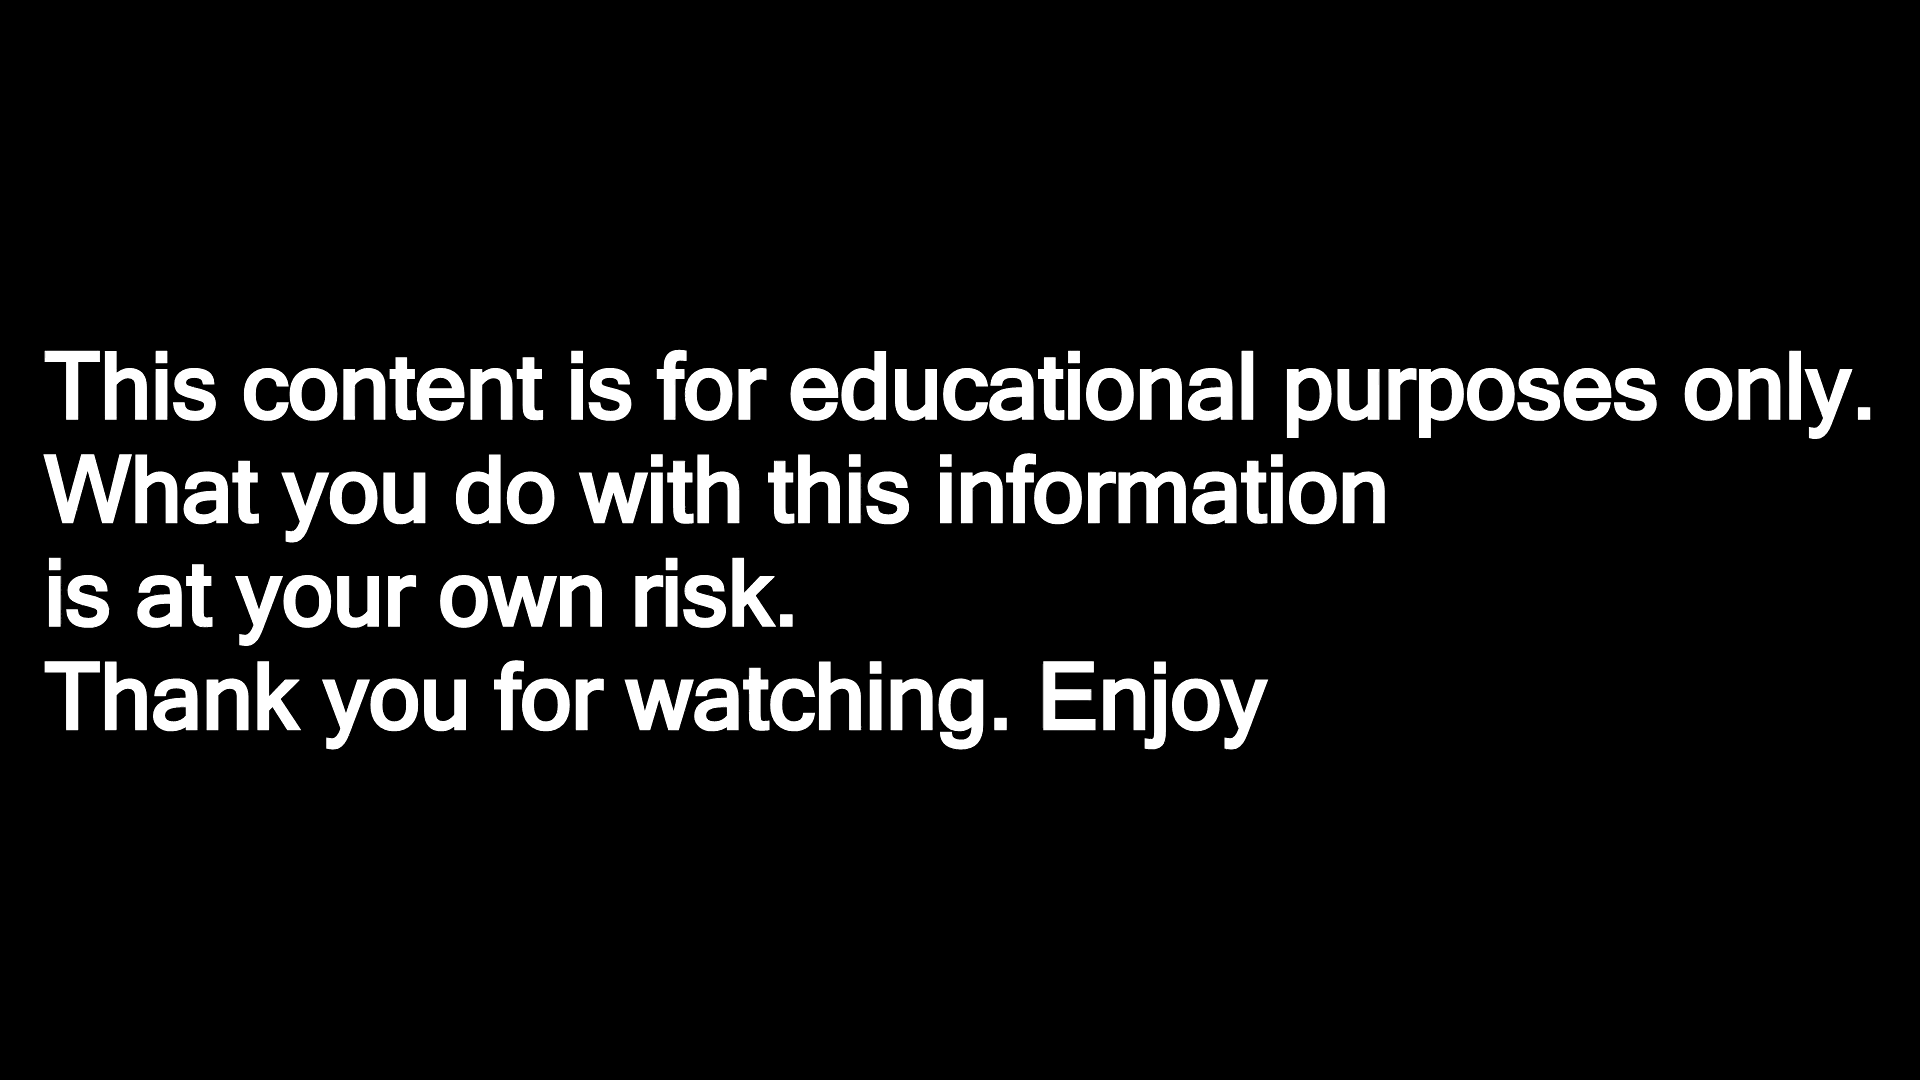 This content is for educational purposes only.
What you do with this information
is at your own risk.
Thank you for watching. Enjoy